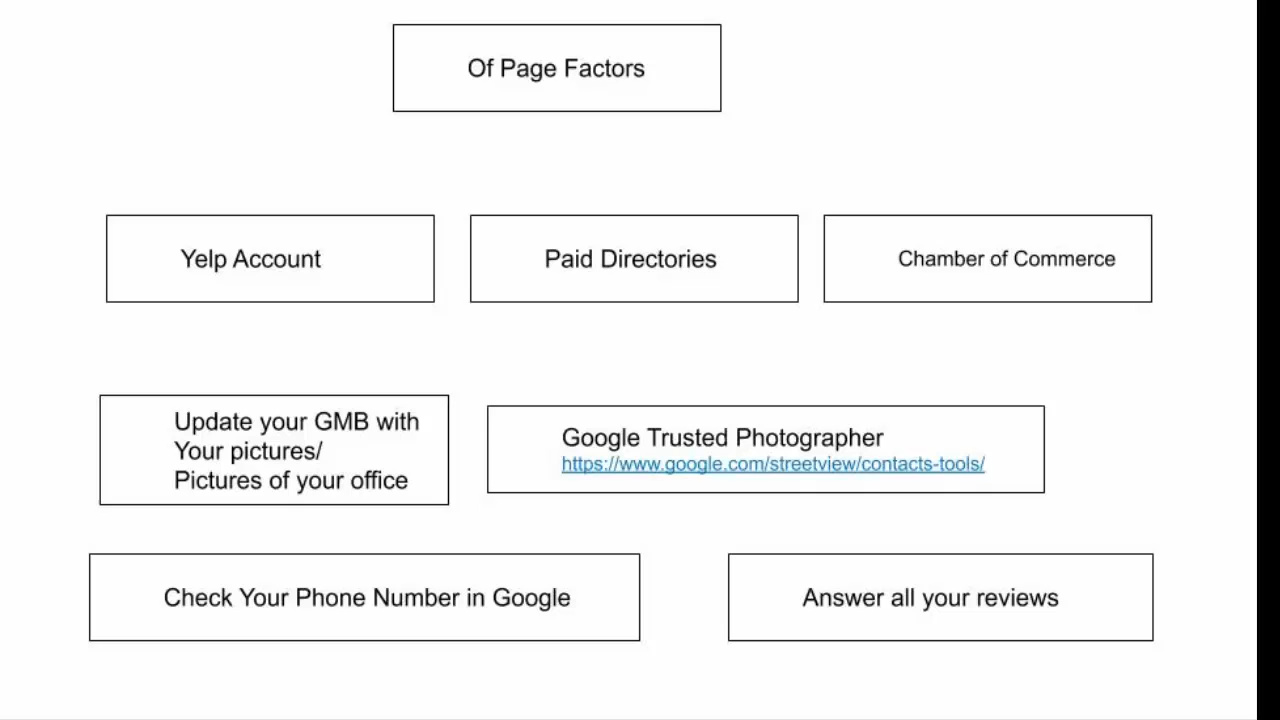 Of Page Factors
Yelp Account
Paid Directories
Chamber of Commerce
Update your GMB with
Your pictures/
Pictures of your office
Google Trusted Photographer
https://www.google.com/streetview/contacts-tools/
Check Your Phone Number in Google
Answer all your reviews